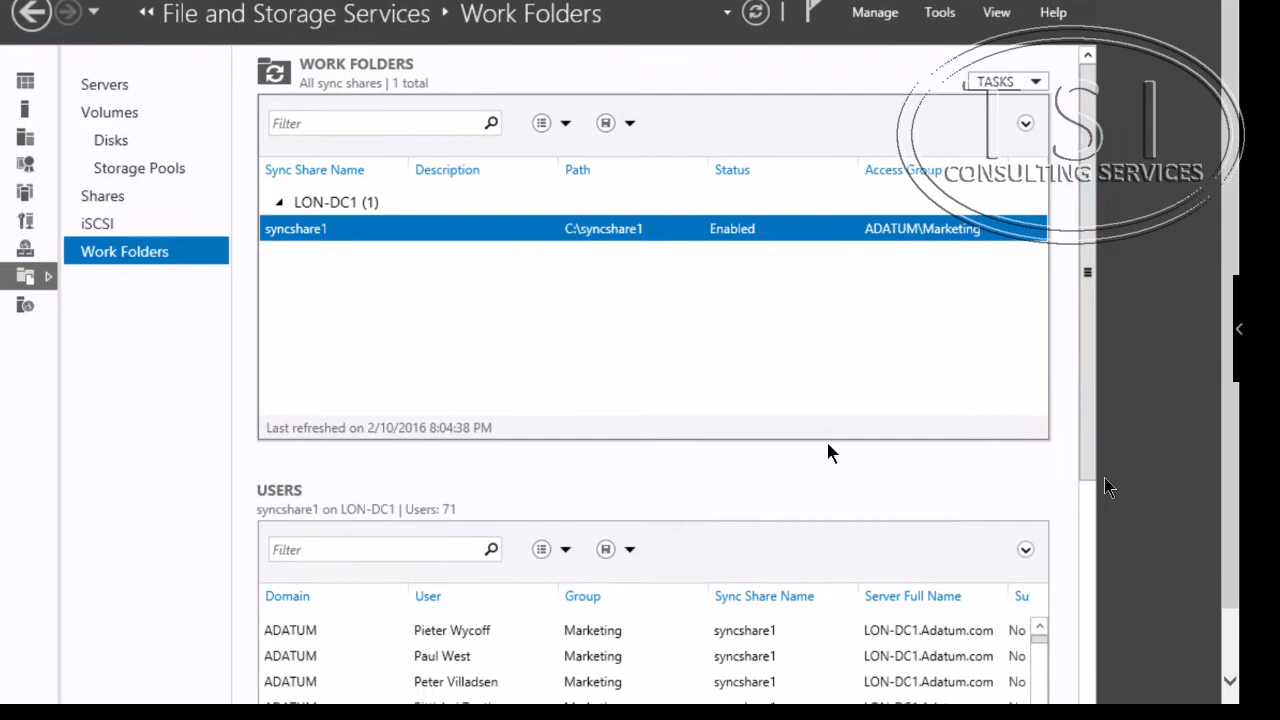 File and Storage Services ‣ Work Folders
Manage Tools View Help
Servers
Volumes
Disks
Storage Pools
Shares
iSCSI
Work Folders
WORK FOLDERS
All sync shares | 1 total
TASKS
Filter
Sync Share Name Description Path Status Access Group
LON-DC1 (1)
syncshare1 C:\syncshare1 Enabled ADATUM\Marketing
Last refreshed on 2/10/2016 8:04:38 PM
USERS
syncshare1 on LON-DC1 | Users: 71
Filter
Domain User Group Sync Share Name Server Full Name Su
ADATUM Pieter Wycoff Marketing syncshare1 LON-DC1.Adatum.com No
ADATUM Paul West Marketing syncshare1 LON-DC1.Adatum.com No
ADATUM Peter Villadsen Marketing syncshare1 LON-DC1.Adatum.com No
TSI
CONSULTING SERVICES